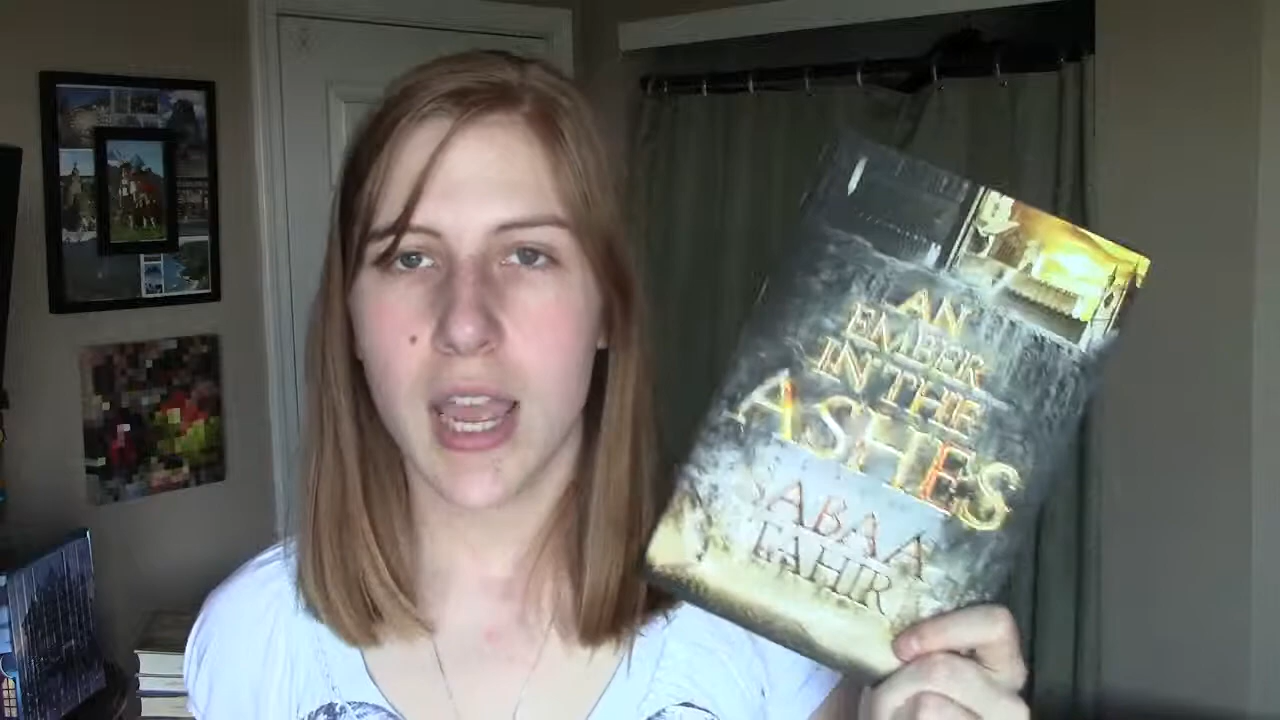 AN
EMBER
IN THE
ASHES
SABAA
TAHIR